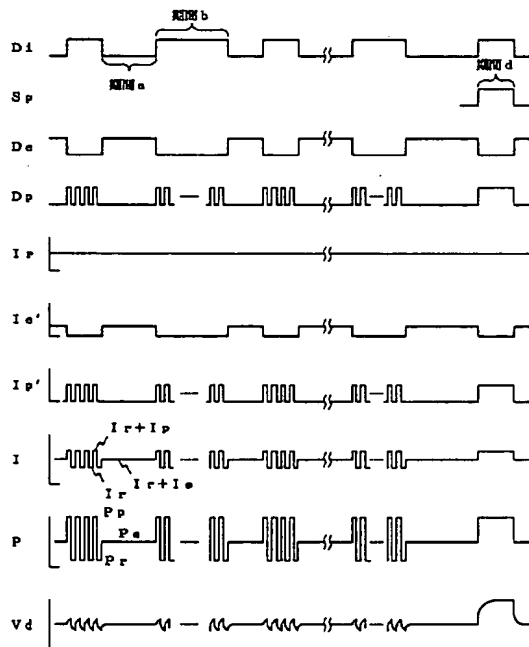 期間b
Di
期間a
期間d
Sp
De
Dp
Ir
Ie'
Ip'
Ir+Ip
I
Ir
Ir+Ie
Pp
P
Pe
Pr
Vd